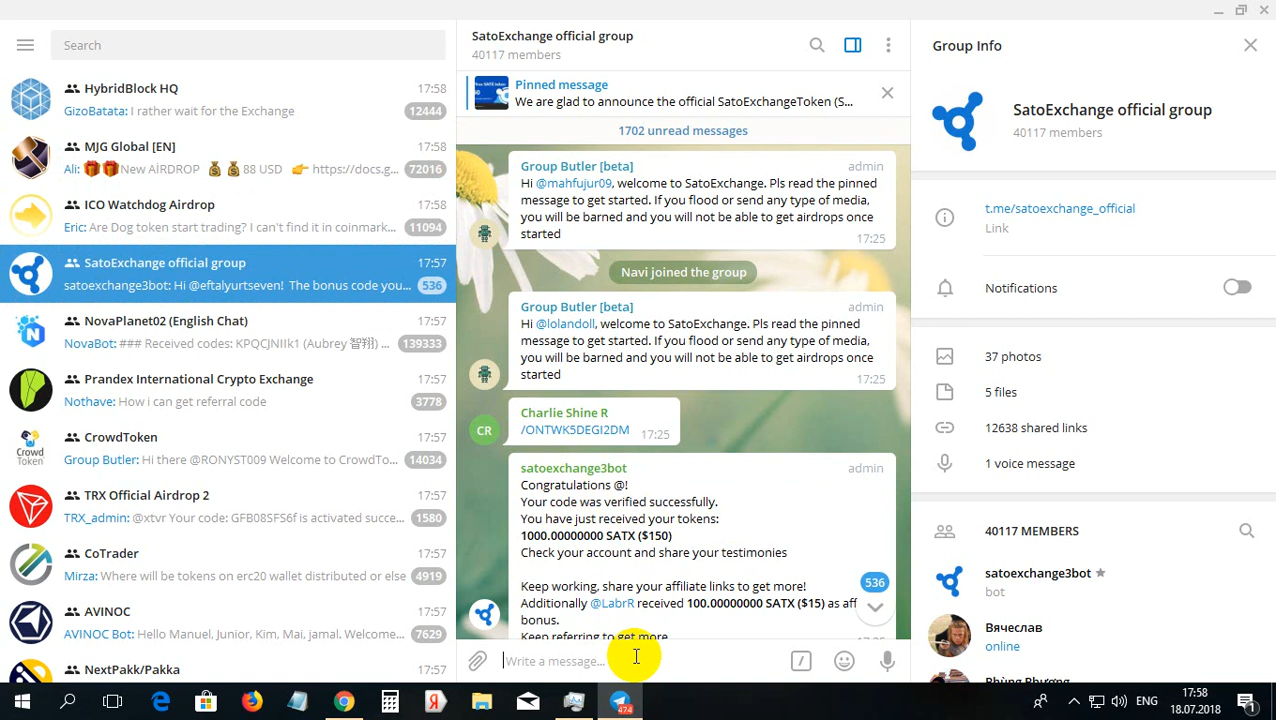 Search
HybridBlock HQ 17:58
GizoBatata: I rather wait for the Exchange 12444
MJG Global [EN] 17:58
Ali: 🎁🎁New AİRDROP 💰💰88 USD 👉 https://docs.g... 72016
ICO Watchdog Airdrop 17:58
Eric: Are Dog token start trading? I can't find it in coinmark... 11094
SatoExchange official group 17:57
satoexchange3bot: Hi @eftalyurtseven! The bonus code you... 536
NovaPlanet02 (English Chat) 17:57
NovaBot: ### Received codes: KPQCJNIIk1 (Aubrey 智翔) ... 139333
Prandex International Crypto Exchange 17:57
Nothave: How i can get referral code 3778
CrowdToken 17:57
Group Butler: Hi there @RONYST009 Welcome to CrowdTo... 14034
TRX Official Airdrop 2 17:57
TRX_admin: @xtvr Your code: GFB08SFS6f is activated succe... 1580
CoTrader 17:57
Mirza: Where will be tokens on erc20 wallet distributed or else 4919
AVINOC 17:57
AVINOC Bot: Hello Manuel, Junior, Kim, Mai, jamal. Welcome... 7629
NextPakk/Pakka 17:57
Crowd
Token
SatoExchange official group
40117 members
Pinned message
We are glad to announce the official SatoExchangeToken (S...
1702 unread messages
Group Butler [beta] admin
Hi @mahfujur09, welcome to SatoExchange. Pls read the pinned
message to get started. If you flood or send any type of media,
you will be barned and you will not be able to get airdrops once
started
17:25
Navi joined the group
Group Butler [beta] admin
Hi @lolandoll, welcome to SatoExchange. Pls read the pinned
message to get started. If you flood or send any type of media,
you will be barned and you will not be able to get airdrops once
started
17:25
CR
Charlie Shine R
/ONTWK5DEGI2DM 17:25
satoexchange3bot admin
Congratulations @!
Your code was verified successfully.
You have just received your tokens:
1000.00000000 SATX ($150)
Check your account and share your testimonies
Keep working, share your affiliate links to get more!
Additionally @LabrR received 100.00000000 SATX ($15) as aff
bonus.
Keep referring to get more
536
Write a message...
Group Info
SatoExchange official group
40117 members
t.me/satoexchange_official
Link
Notifications
37 photos
5 files
12638 shared links
1 voice message
40117 MEMBERS
satoexchange3bot
bot
Вячеслав
online
474
ENG
17:58
18.07.2018
1